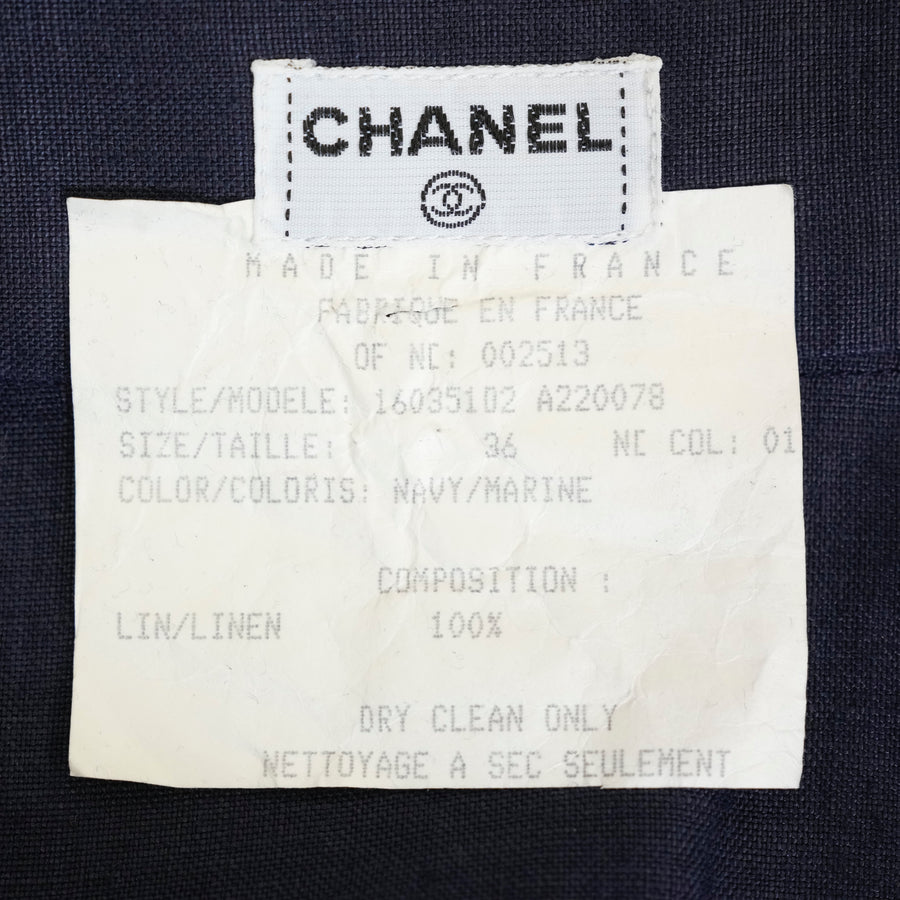 CHANEL
MADE IN FRANCE
FABRIQUE EN FRANCE
OF NC: 002513
STYLE/MODELE: 16035102 A220078
SIZE/TAILLE: 36 NC COL: 01
COLOR/COLORIS: NAVY/MARINE
COMPOSITION :
LIN/LINEN 100%
DRY CLEAN ONLY
NETTOYAGE A SEC SEULEMENT